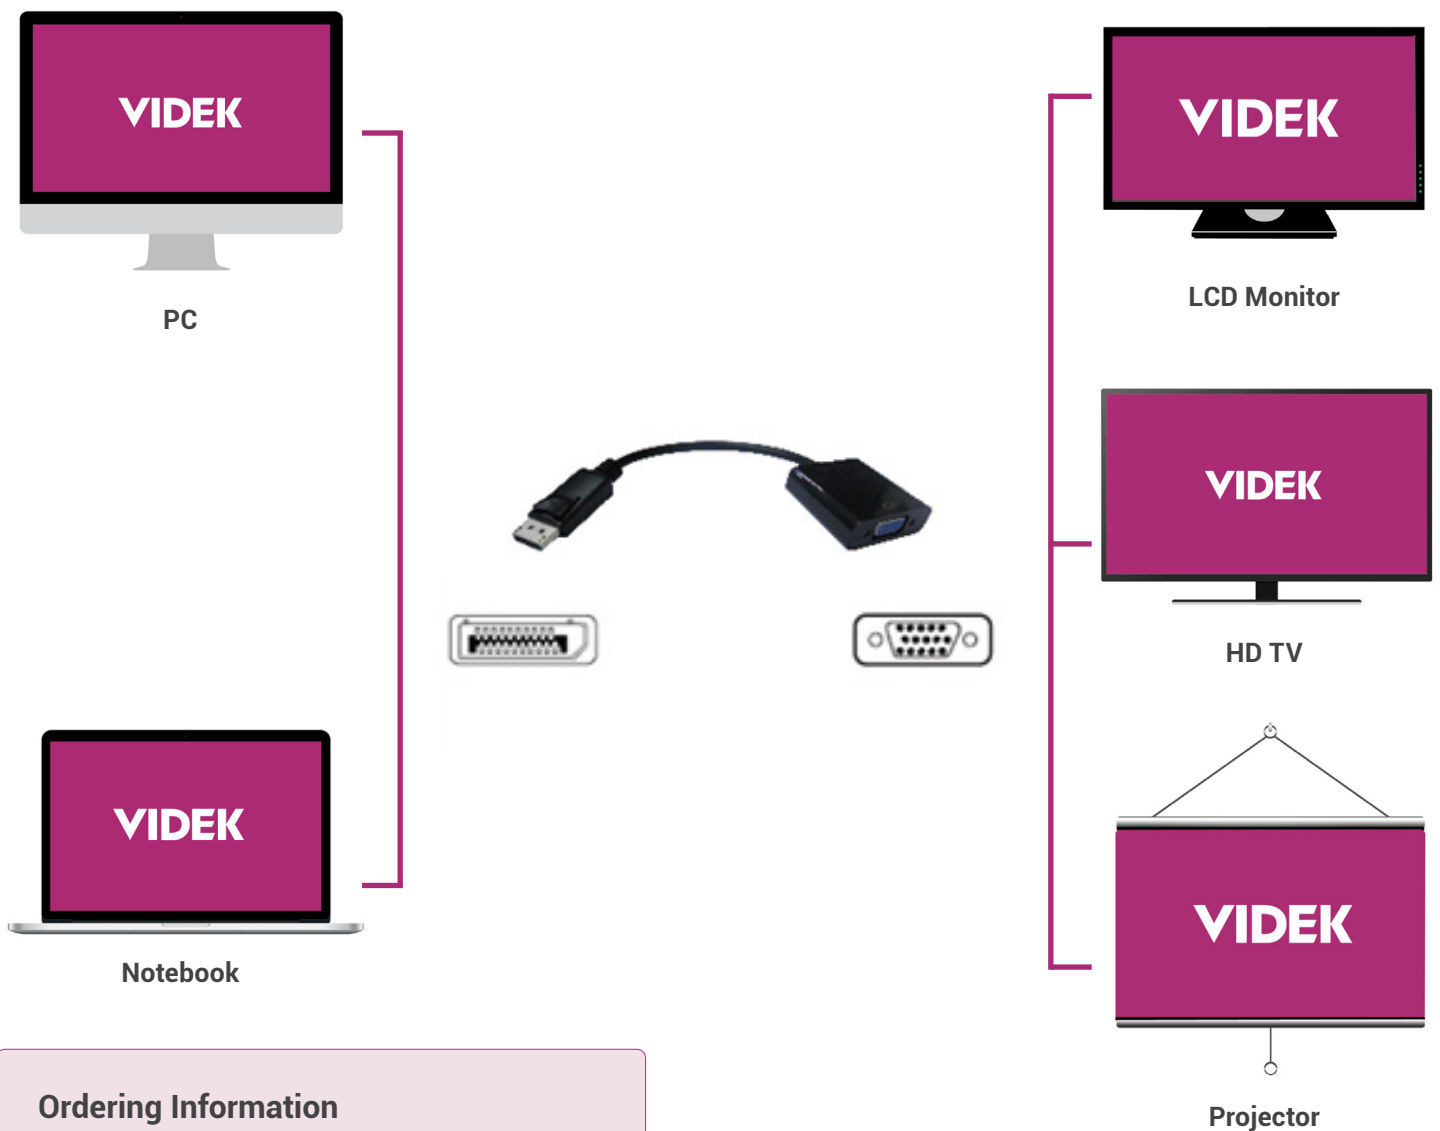 VIDEK
PC
VIDEK
Notebook
VIDEK
LCD Monitor
VIDEK
HD TV
VIDEK
Projector
Ordering Information